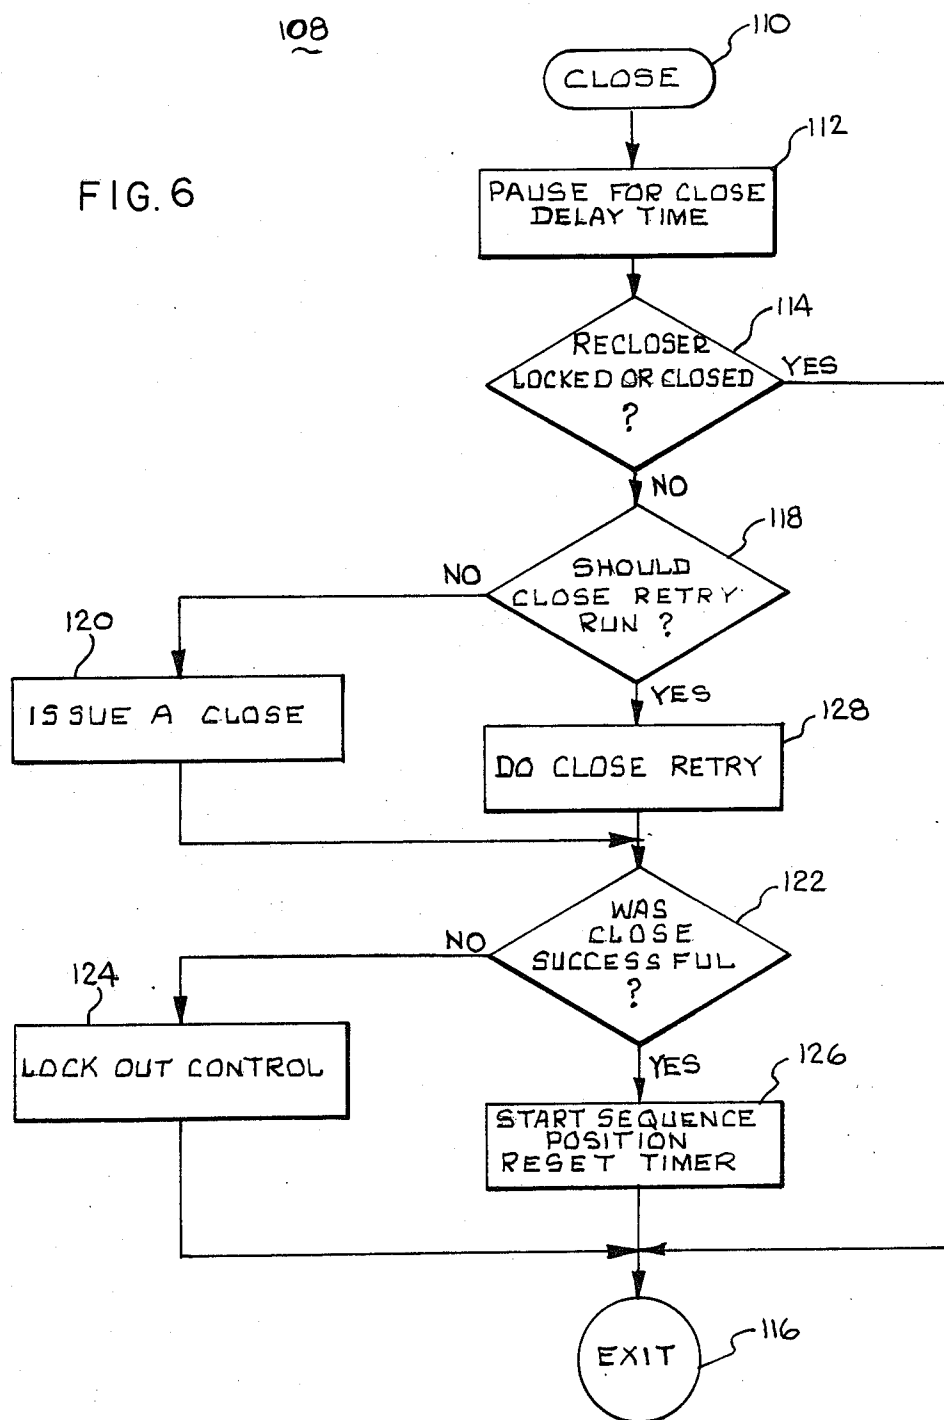 108
110
CLOSE
112
FIG. 6
PAUSE FOR CLOSE
DELAY TIME
114
RECLOSER
LOCKED OR CLOSED
?
YES
NO
118
SHOULD
CLOSE RETRY
RUN ?
NO
120
ISSUE A CLOSE
YES
128
DO CLOSE RETRY
122
WAS
CLOSE
SUCCESSFUL
?
NO
124
LOCK OUT CONTROL
YES
126
START SEQUENCE
POSITION
RESET TIMER
EXIT
116